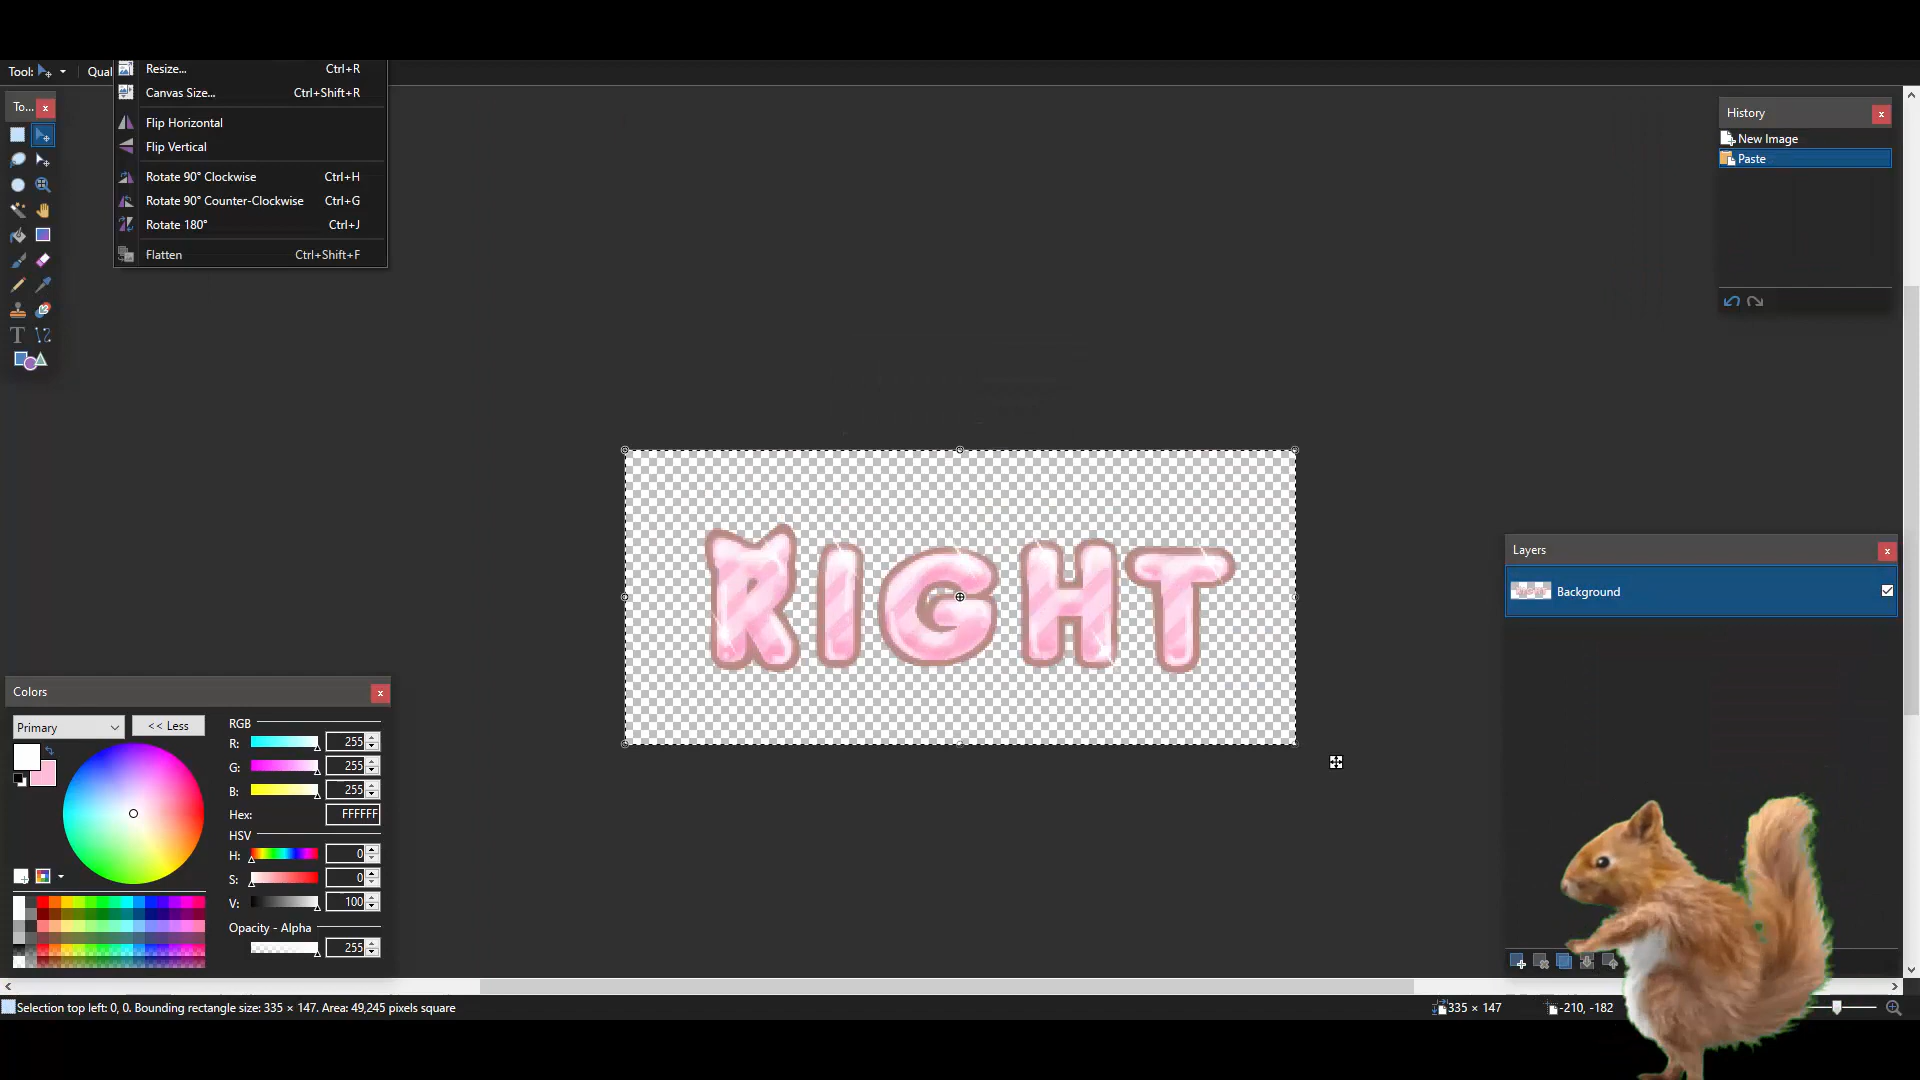 Tool:
Qual
Resize... Ctrl+R
Canvas Size... Ctrl+Shift+R
Flip Horizontal
Flip Vertical
Rotate 90° Clockwise Ctrl+H
Rotate 90° Counter-Clockwise Ctrl+G
Rotate 180° Ctrl+J
Flatten Ctrl+Shift+F
To... x
History x
New Image
Paste
RIGHT
Layers x
Background
Colors x
Primary << Less
RGB
R: 255
G: 255
B: 255
Hex: FFFFFF
HSV
H: 0
S: 0
V: 100
Opacity - Alpha
255
Selection top left: 0, 0. Bounding rectangle size: 335 × 147. Area: 49,245 pixels square
335 × 147
-210, -182